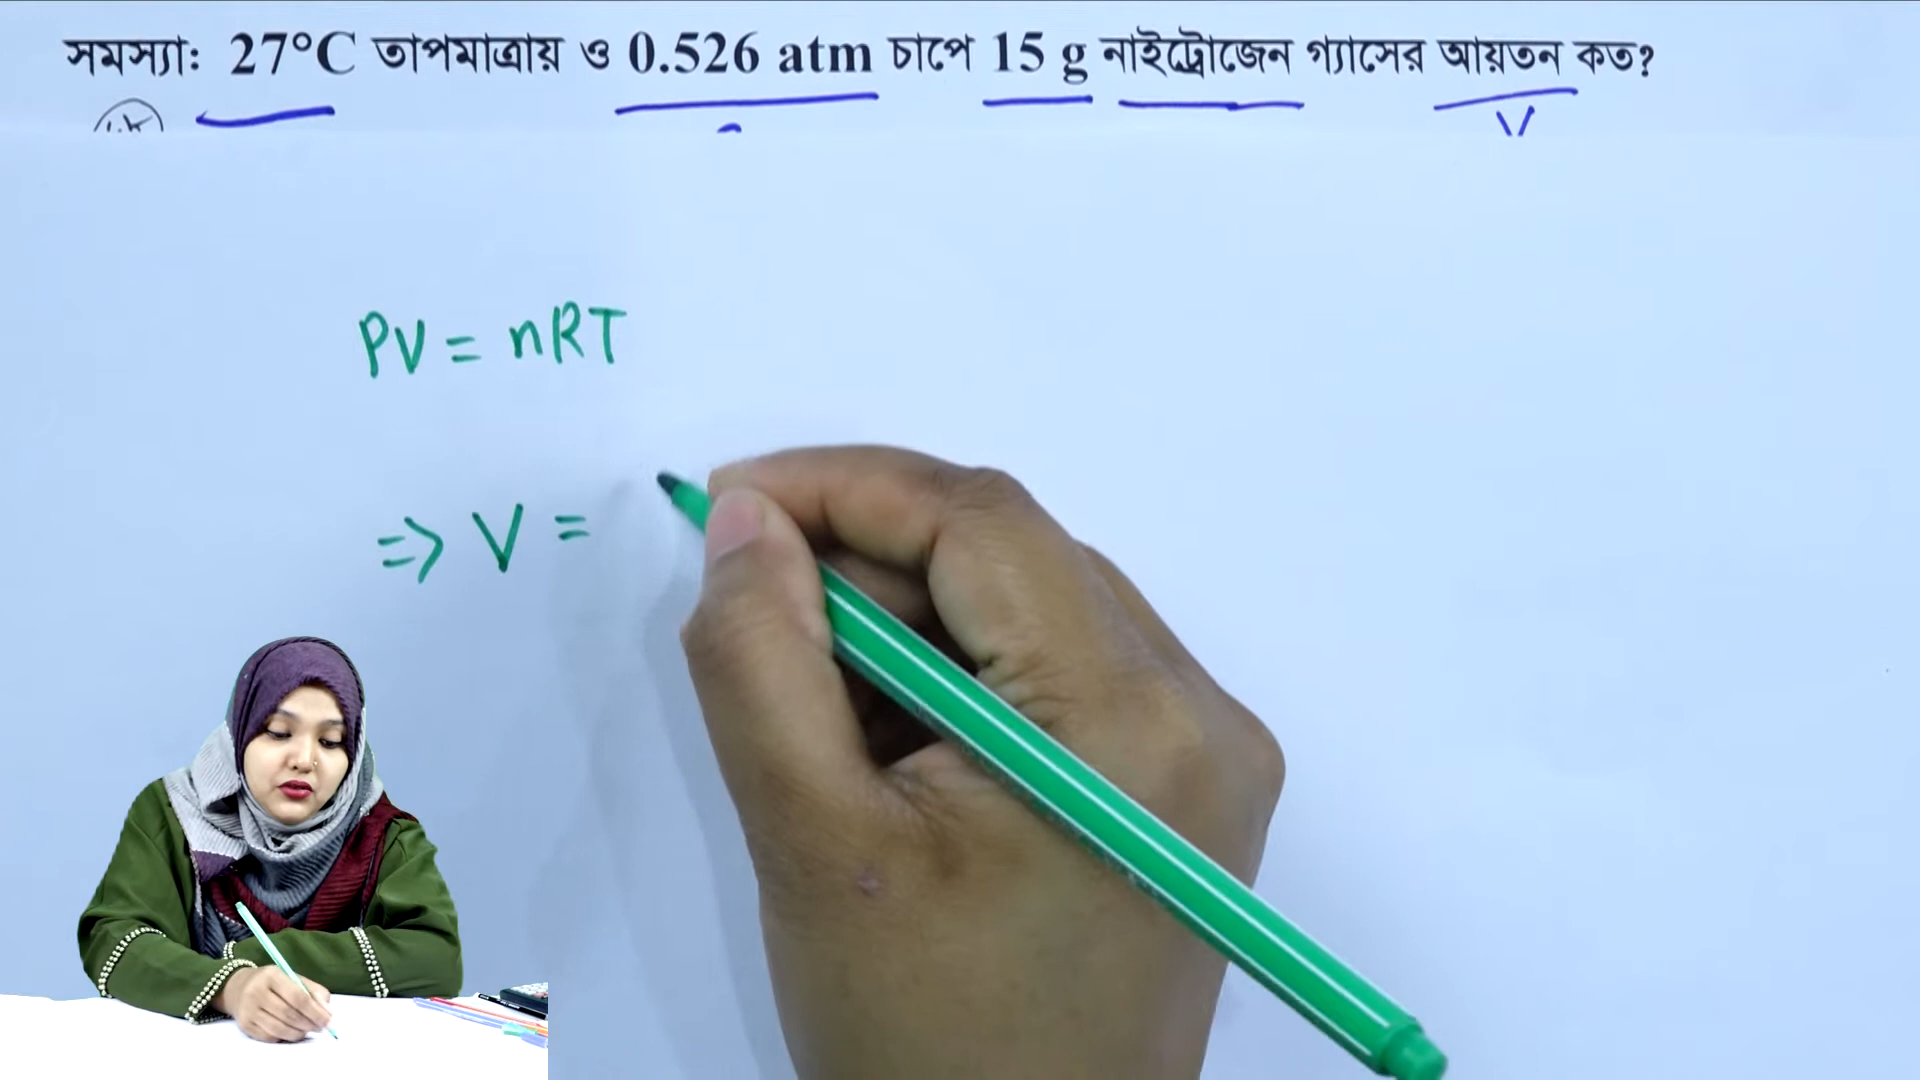 সমস্যাঃ 27°C তাপমাত্রায় ও 0.526 atm চাপে 15 g নাইট্রোজেন গ্যাসের আয়তন কত?
V
PV = nRT
=> V =